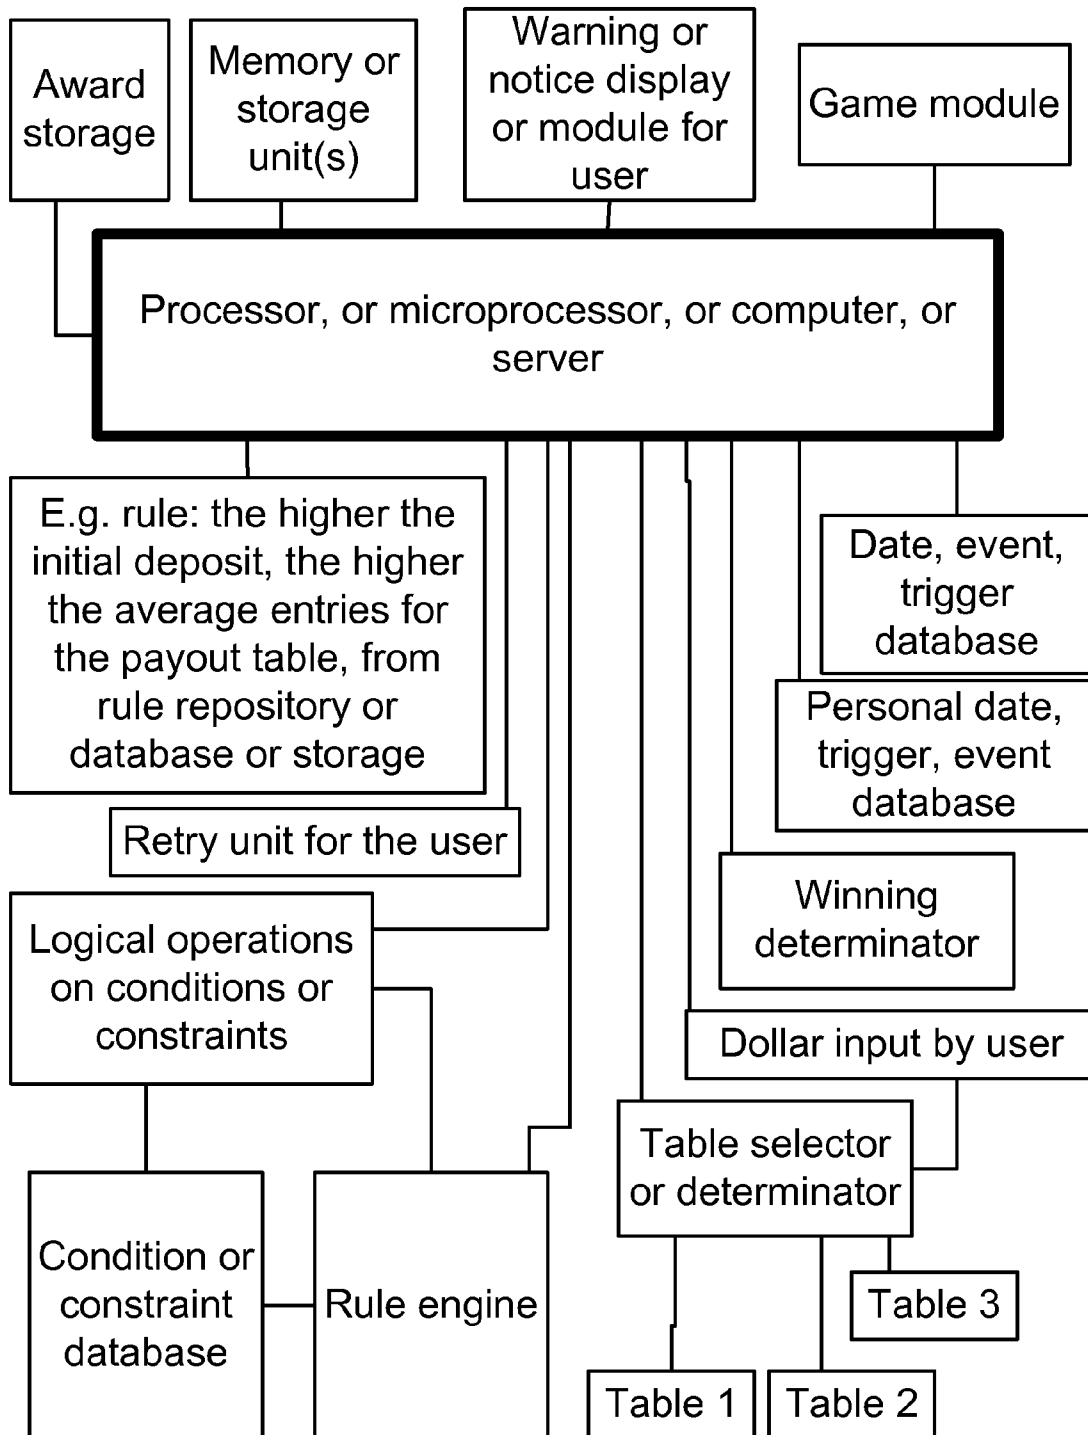 Award
storage
Memory or
storage
unit(s)
Warning or
notice display
or module for
user
Game module
Processor, or microprocessor, or computer, or
server
E.g. rule: the higher the
initial deposit, the higher
the average entries for
the payout table, from
rule repository or
database or storage
Date, event,
trigger
database
Personal date,
trigger, event
database
Retry unit for the user
Winning
determinator
Logical operations
on conditions or
constraints
Dollar input by user
Table selector
or determinator
Condition or
constraint
database
Rule engine
Table 3
Table 1
Table 2